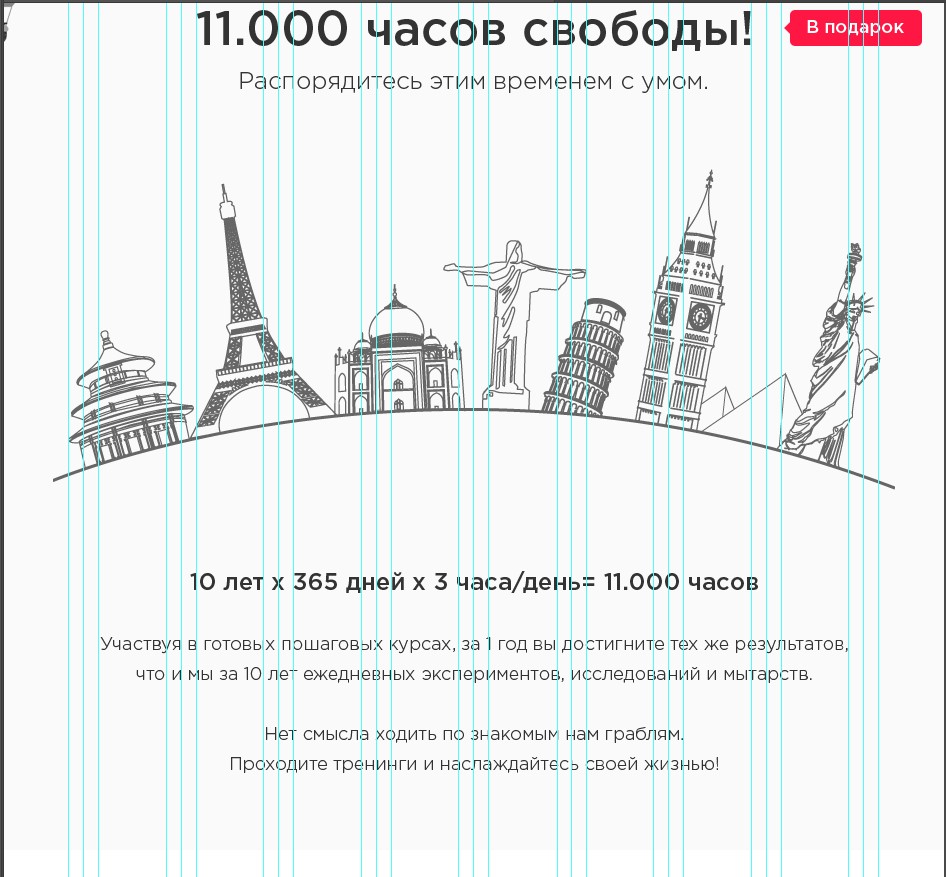 11.000 часов свободы!
В подарок
Распорядитесь этим временем с умом.
10 лет х 365 дней х 3 часа/день= 11.000 часов
Участвуя в готовых пошаговых курсах, за 1 год вы достигните тех же результатов,
что и мы за 10 лет ежедневных экспериментов, исследований и мытарств.
Нет смысла ходить по знакомым нам граблям.
Проходите тренинги и наслаждайтесь своей жизнью!